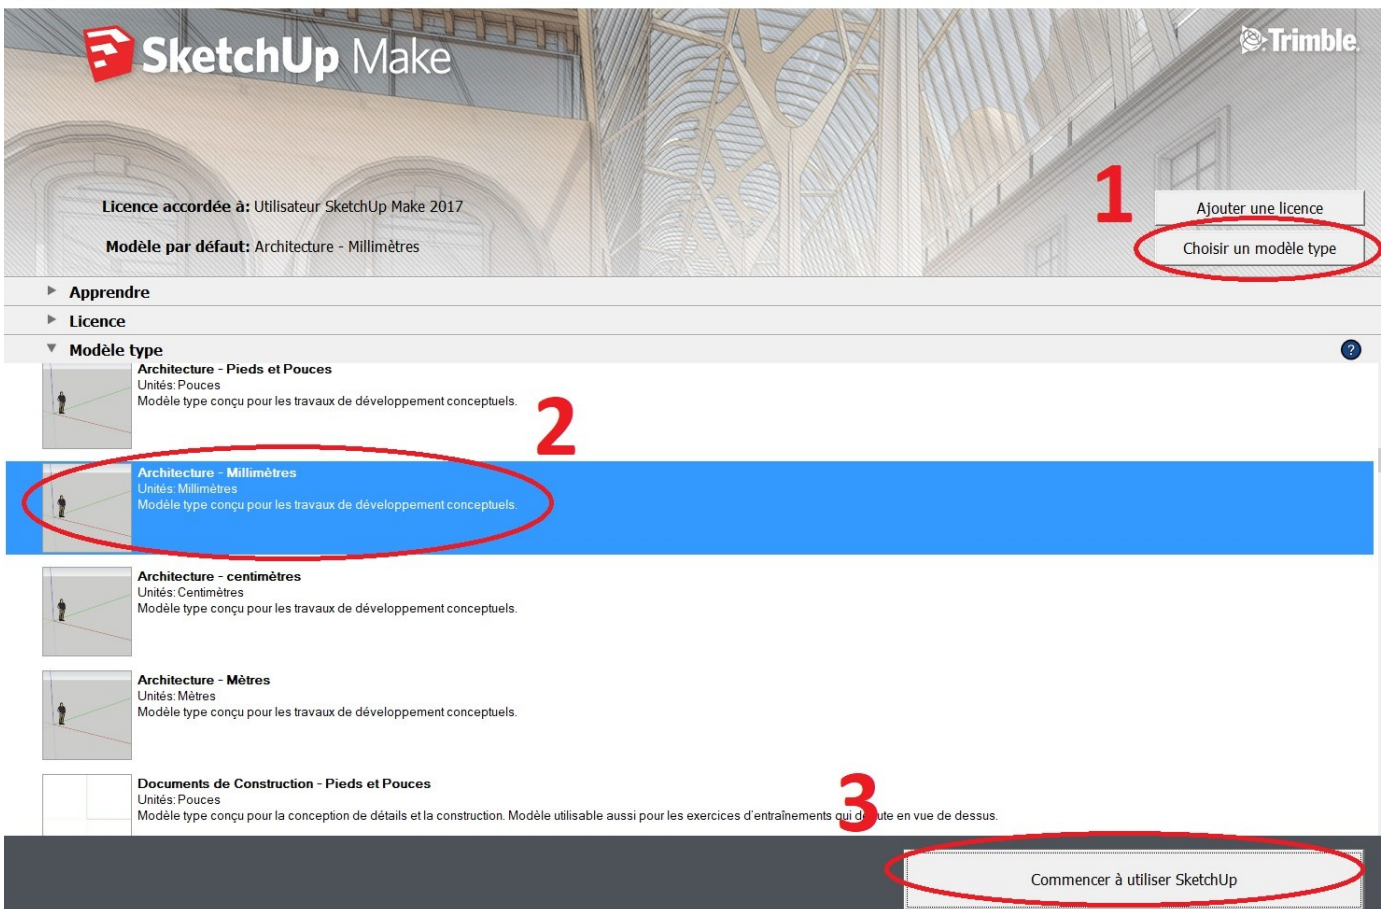 SketchUp Make
Trimble.
1
Licence accordée à: Utilisateur SketchUp Make 2017
Ajouter une licence
Modèle par défaut: Architecture - Millimètres
Choisir un modèle type
Apprendre
Licence
Modèle type
?
Architecture - Pieds et Pouces
Unités: Pouces
Modèle type conçu pour les travaux de développement conceptuels.
2
Architecture - Millimètres
Unités: Millimètres
Modèle type conçu pour les travaux de développement conceptuels.
Architecture - centimètres
Unités: Centimètres
Modèle type conçu pour les travaux de développement conceptuels.
Architecture - Mètres
Unités: Mètres
Modèle type conçu pour les travaux de développement conceptuels.
Documents de Construction - Pieds et Pouces
Unités: Pouces
Modèle type conçu pour la conception de détails et la construction. Modèle utilisable aussi pour les exercices d'entraînements qui en vue de dessus.
3
Commencer à utiliser SketchUp